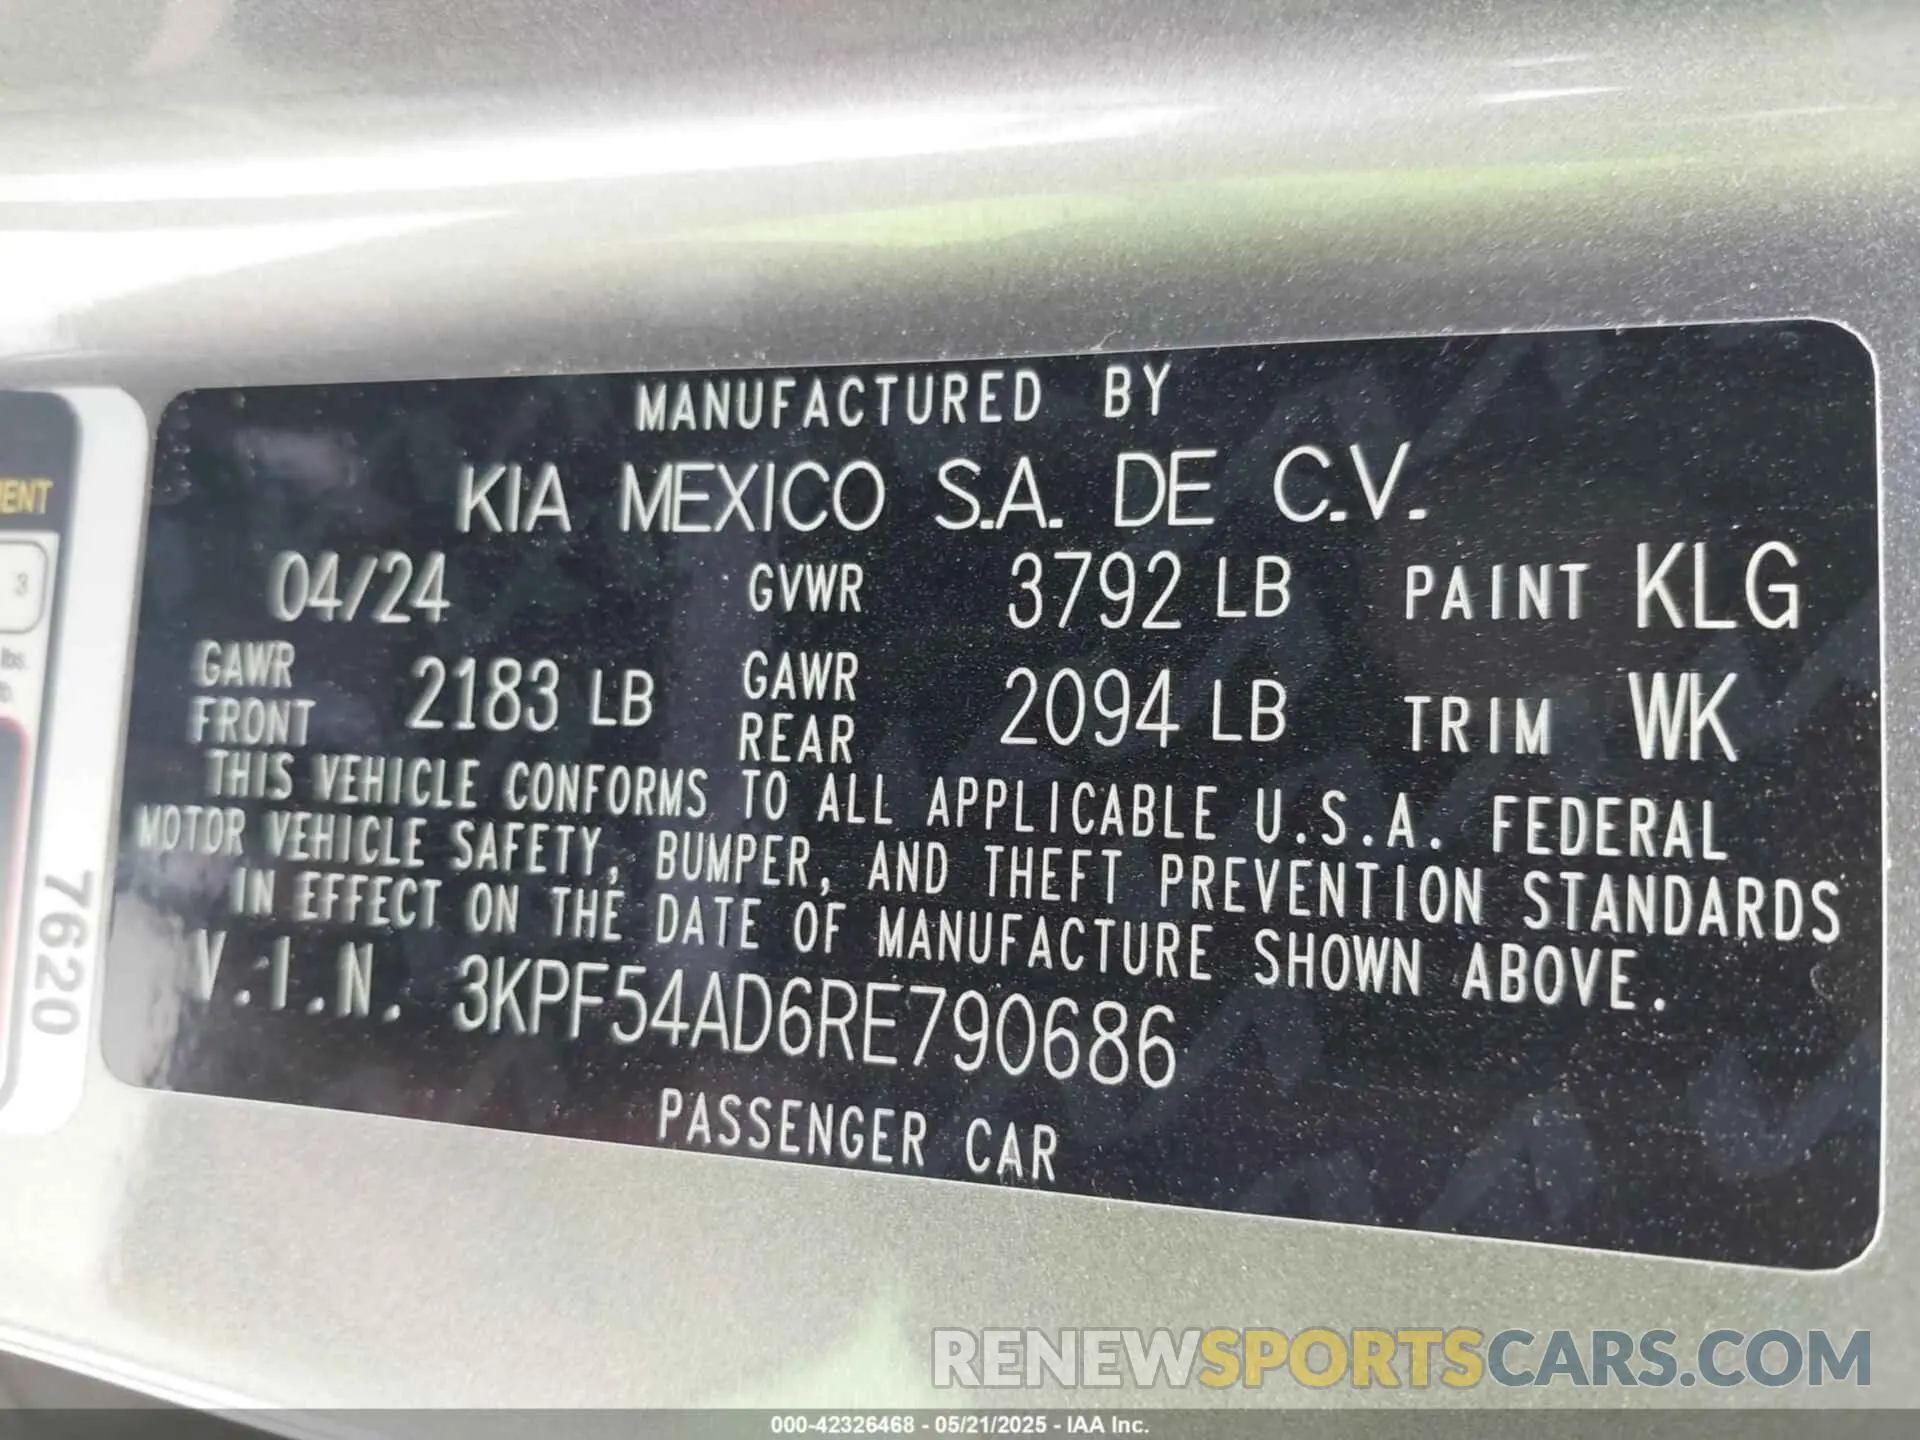 MANUFACTURED BY
KIA MEXICO S.A. DE C.V.
04/24 GVWR 3792 LB PAINT KLG
GAWR FRONT 2183 LB GAWR REAR 2094 LB TRIM WK
THIS VEHICLE CONFORMS TO ALL APPLICABLE U.S.A. FEDERAL
MOTOR VEHICLE SAFETY, BUMPER, AND THEFT PREVENTION STANDARDS
IN EFFECT ON THE DATE OF MANUFACTURE SHOWN ABOVE.
V.I.N. 3KPF54AD6RE790686
PASSENGER CAR
3
lbs.
7620
RENEWSPORTSCARS.COM
000-42326468 - 05/21/2025 - IAA Inc.